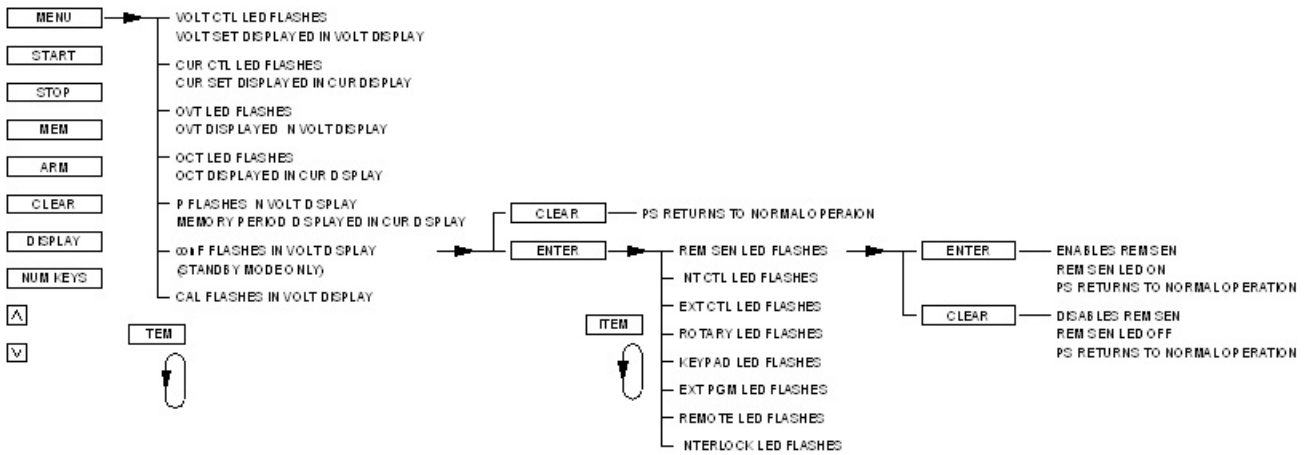 MENU
START
STOP
MEM
ARM
CLEAR
DISPLAY
NUM KEYS
VOLT CTL LED FLASHES
VOLT SET DISPLAYED IN VOLT DISPLAY
CUR CTL LED FLASHES
CUR SET DISPLAYED IN CUR DISPLAY
OVT LED FLASHES
OVT DISPLAYED N VOLT DISPLAY
OCT LED FLASHES
OCT DISPLAYED IN CUR D SPLAY
P FLASHES N VOLT D SPLAY
MEMORY PERIOD D SPLAYED IN CUR D SPLAY
conF FLASHES IN VOLT D SPLAY
(STANDBY MODE ONLY)
CAL FLASHES IN VOLT DISPLAY
TEM
CLEAR
PS RETURNS TO NORMAL OPERAION
ENTER
REM SEN LED FLASHES
NT CTL LED FLASHES
EXT CTL LED FLASHES
ROTARY LED FLASHES
KEYPAD LED FLASHES
EXT PGM LED FLASHES
REMOTE LED FLASHES
NTERLOCK LED FLASHES
ITEM
ENTER
ENABLES REM SEN
REM SEN LED ON
PS RETURNS TO NORMAL OPERATION
CLEAR
DISABLES REM SEN
REM SEN LED OFF
PS RETURNS TO NORMAL OPERATION